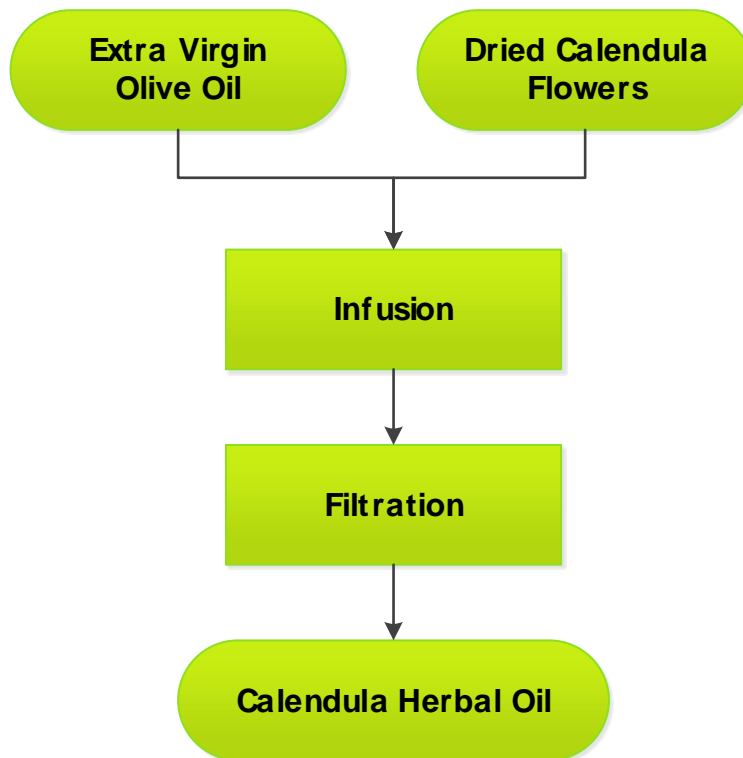 Extra Virgin
Olive Oil
Dried Calendula
Flowers
Infusion
Filtration
Calendula Herbal Oil